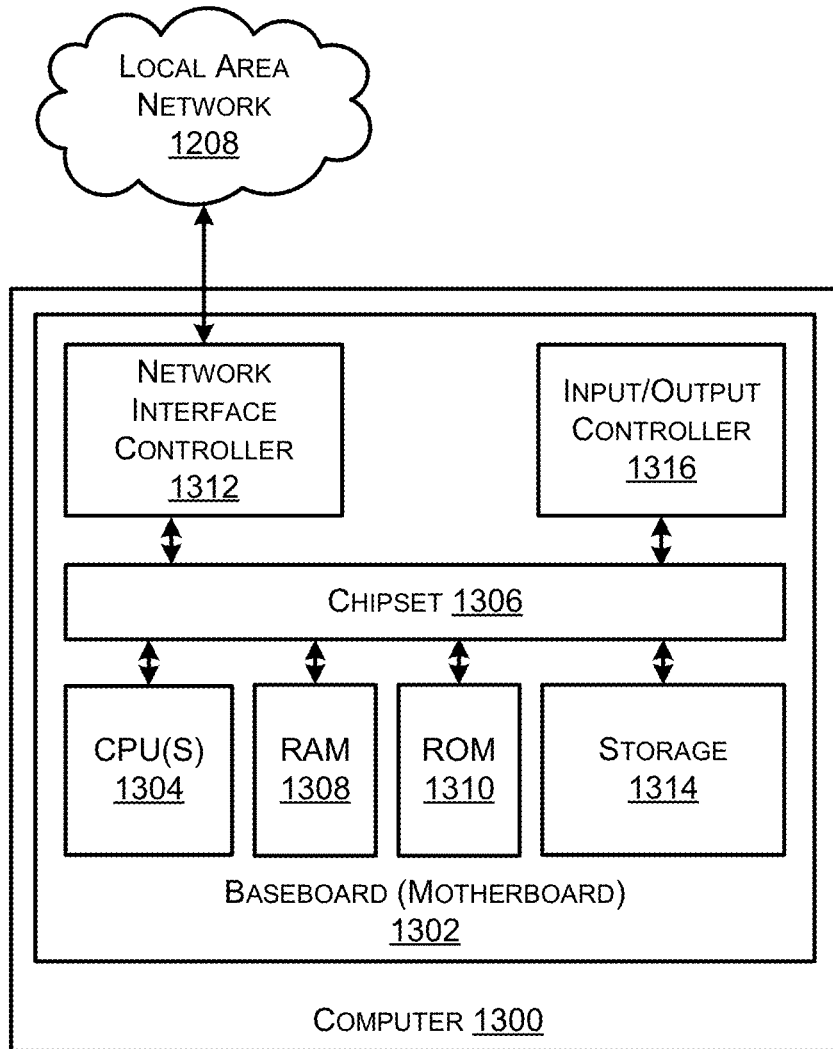 LOCAL AREA
NETWORK
1208
NETWORK
INTERFACE
CONTROLLER
1312
INPUT/OUTPUT
CONTROLLER
1316
CHIPSET 1306
CPU(S)
1304
RAM
1308
ROM
1310
STORAGE
1314
BASEBOARD (MOTHERBOARD)
1302
COMPUTER 1300